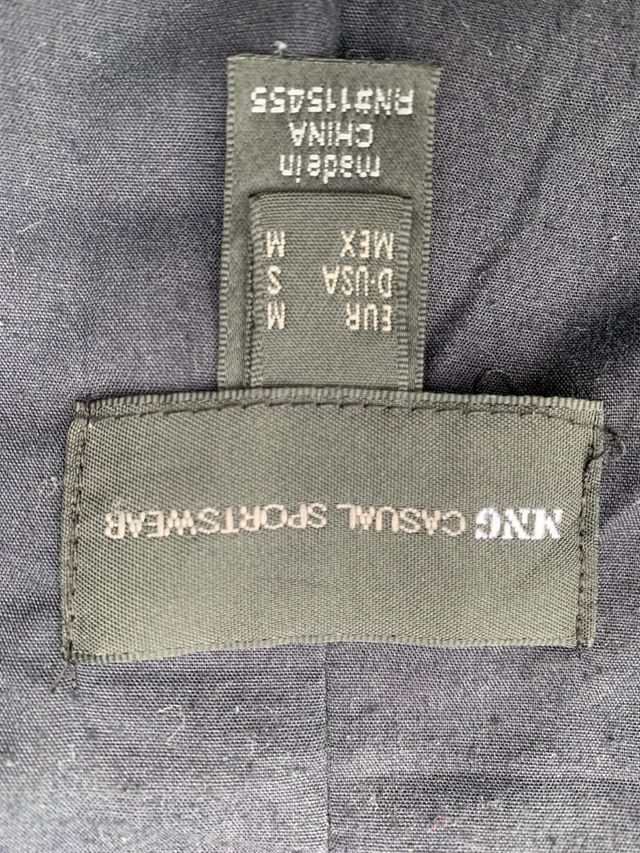 MNG CASUAL SPORTSWEAR
EUR M
D·USA S
MEX M
made in
CHINA
RN#115455